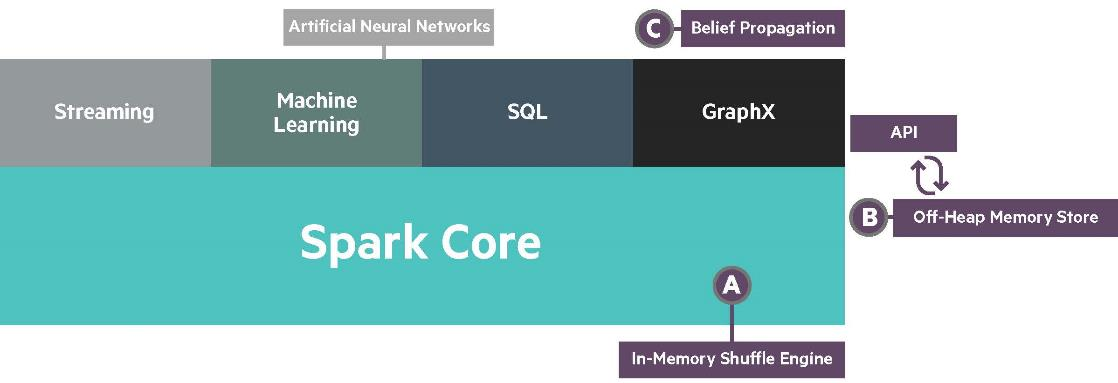 Artificial Neural Networks
C
Belief Propagation
Streaming
Machine
Learning
SQL
GraphX
API
Spark Core
B
Off-Heap Memory Store
A
In-Memory Shuffle Engine